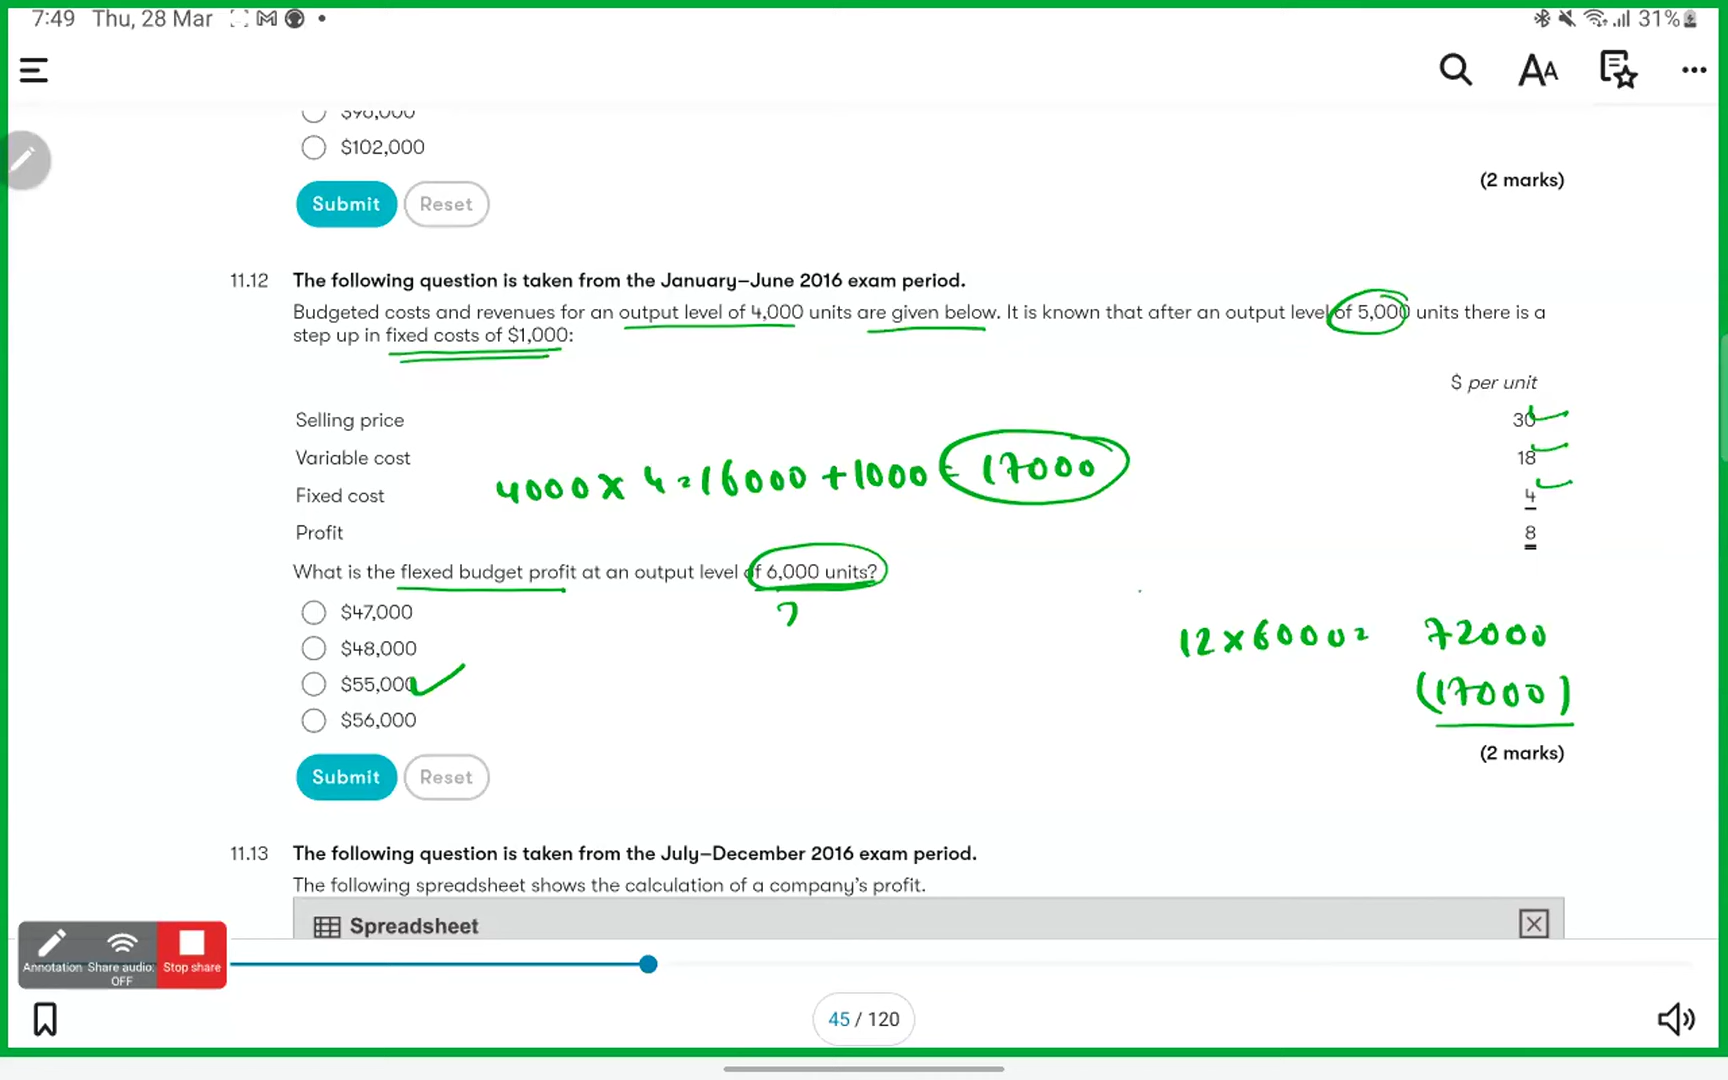 7:49 Thu, 28 Mar
31%
$102,000
(2 marks)
Submit Reset
11.12 The following question is taken from the January–June 2016 exam period.
Budgeted costs and revenues for an output level of 4,000 units are given below. It is known that after an output level of 5,000 units there is a
step up in fixed costs of $1,000:
$ per unit
Selling price 30
Variable cost 18
4000 x 4 = 16000 + 1000 = 17000
Fixed cost 4
Profit 8
What is the flexed budget profit at an output level of 6,000 units?
?
$47,000
$48,000
$55,000
$56,000
12 x 6000 = 72000
(17000)
(2 marks)
Submit Reset
11.13 The following question is taken from the July–December 2016 exam period.
The following spreadsheet shows the calculation of a company's profit.
Spreadsheet
Annotation Share audio: OFF Stop share
45 / 120